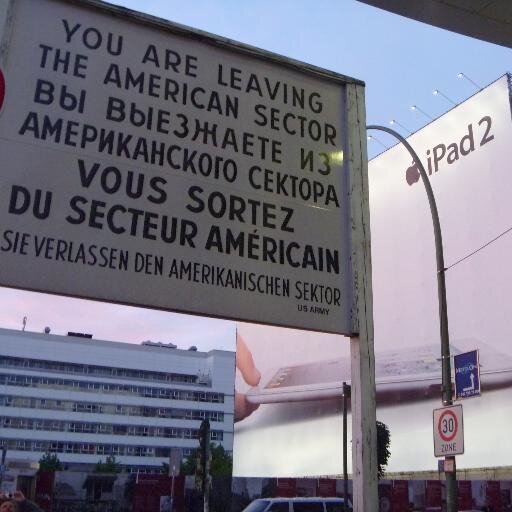 YOU ARE LEAVING
THE AMERICAN SECTOR
ВЫ ВЫЕЗЖАЕТЕ ИЗ
АМЕРИКАНСКОГО СЕКТОРА
VOUS SORTEZ
DU SECTEUR AMÉRICAIN
SIE VERLASSEN DEN AMERIKANISCHEN SEKTOR
US ARMY
iPad 2
30
ZONE